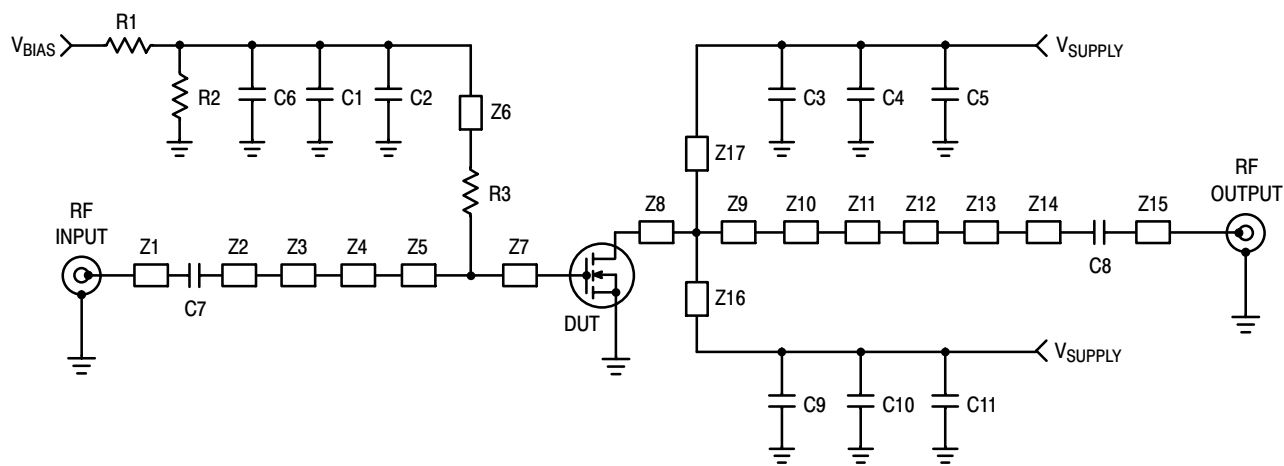 R1
VBIAS
VSUPPLY
R2
C6
C1
C2
Z6
C3
C4
C5
Z17
R3
RF
INPUT
RF
OUTPUT
Z8
Z9
Z10
Z11
Z12
Z13
Z14
Z15
C8
Z1
Z2
Z3
Z4
Z5
Z7
C7
DUT
Z16
VSUPPLY
C9
C10
C11